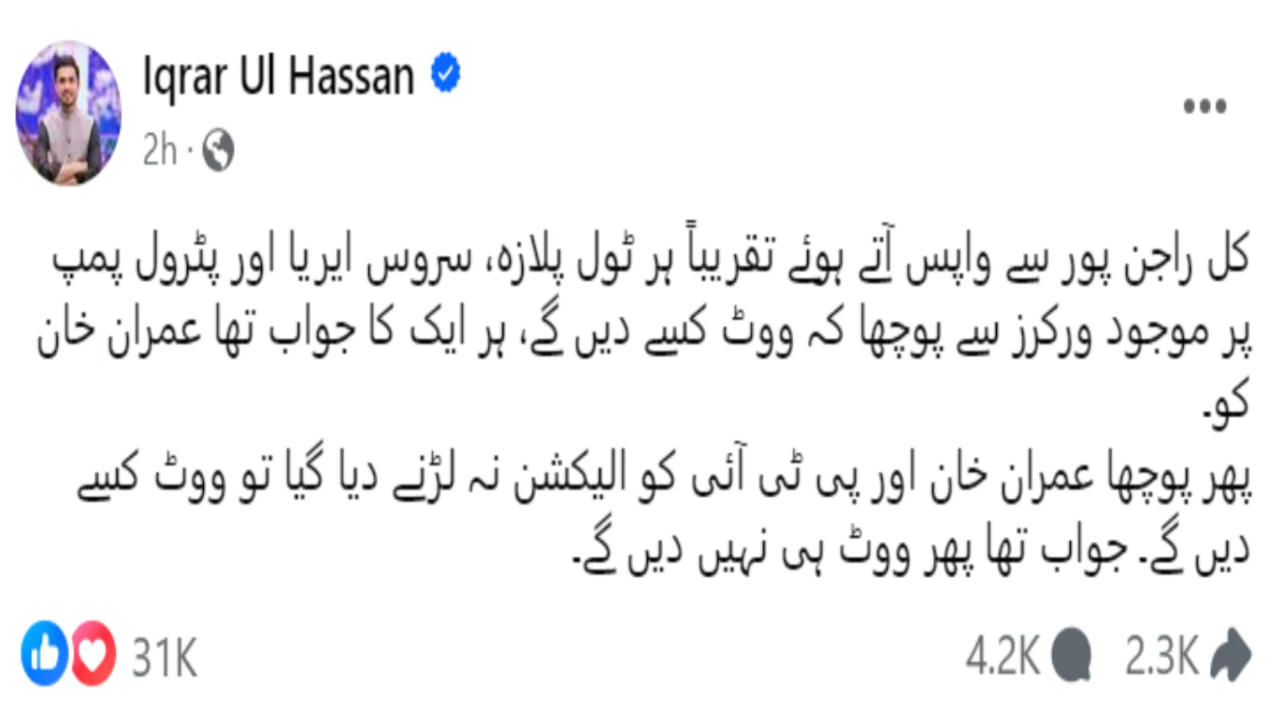 Iqrar Ul Hassan
2h ·
کل راجن پور سے واپس آتے ہوئے تقریباً ہر ٹول پلازہ، سروس ایریا اور پٹرول پمپ
پر موجود ورکرز سے پوچھا کہ ووٹ کسے دیں گے، ہر ایک کا جواب تھا عمران خان
کو۔
پھر پوچھا عمران خان اور پی ٹی آئی کو الیکشن نہ لڑنے دیا گیا تو ووٹ کسے
دیں گے۔ جواب تھا پھر ووٹ ہی نہیں دیں گے۔
31K 4.2K 2.3K